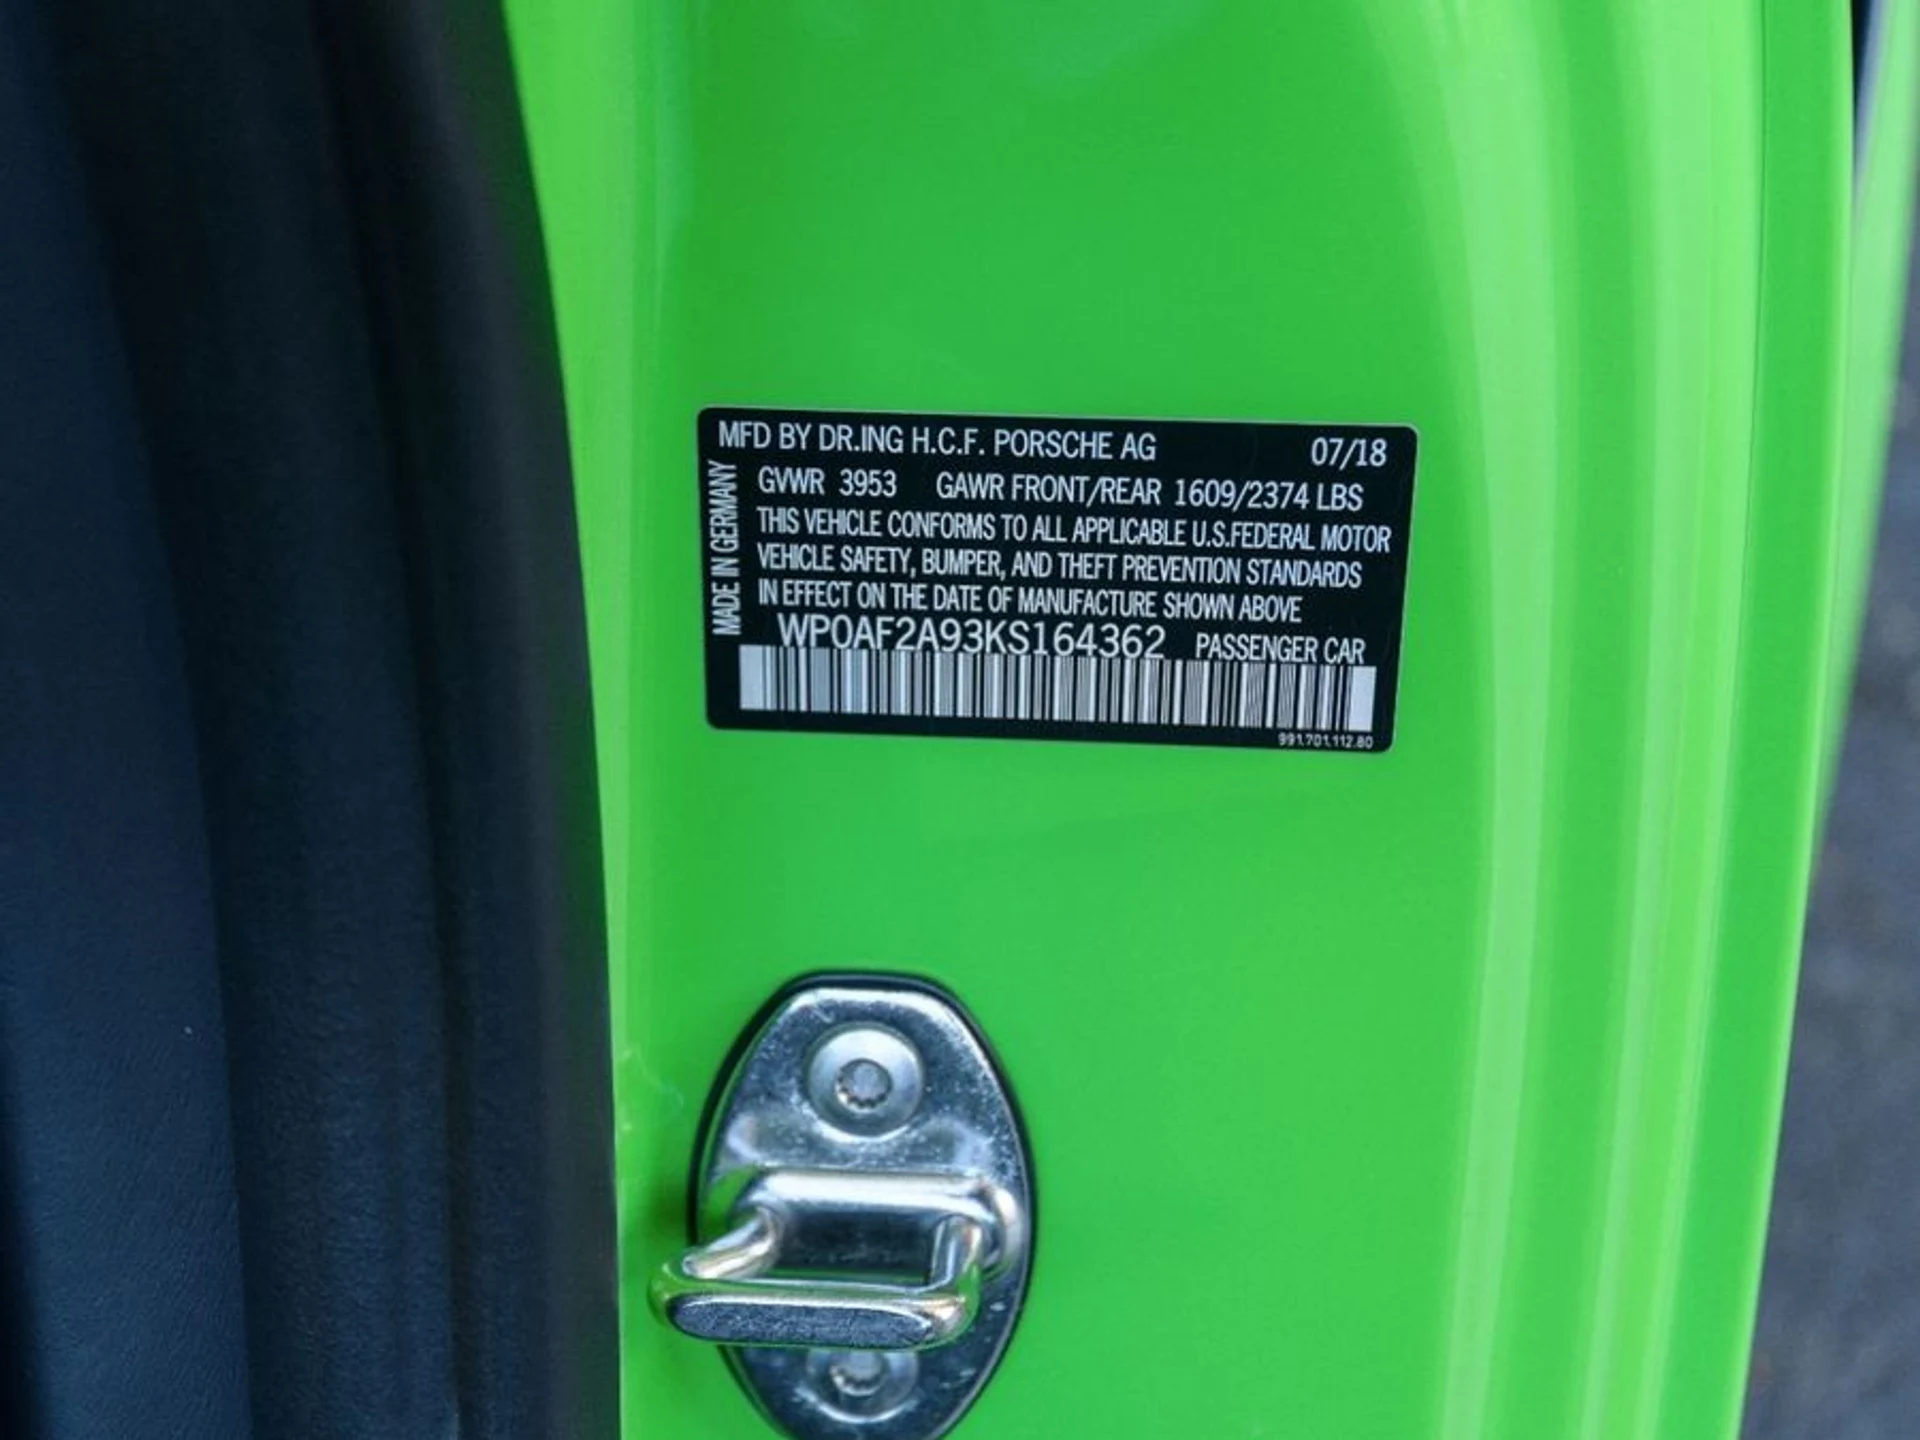 MFD BY DR.ING H.C.F. PORSCHE AG 07/18
GVWR 3953 GAWR FRONT/REAR 1609/2374 LBS
THIS VEHICLE CONFORMS TO ALL APPLICABLE U.S.FEDERAL MOTOR
VEHICLE SAFETY, BUMPER, AND THEFT PREVENTION STANDARDS
IN EFFECT ON THE DATE OF MANUFACTURE SHOWN ABOVE
WP0AF2A93KS164362 PASSENGER CAR
991.701.112.80
MADE IN GERMANY